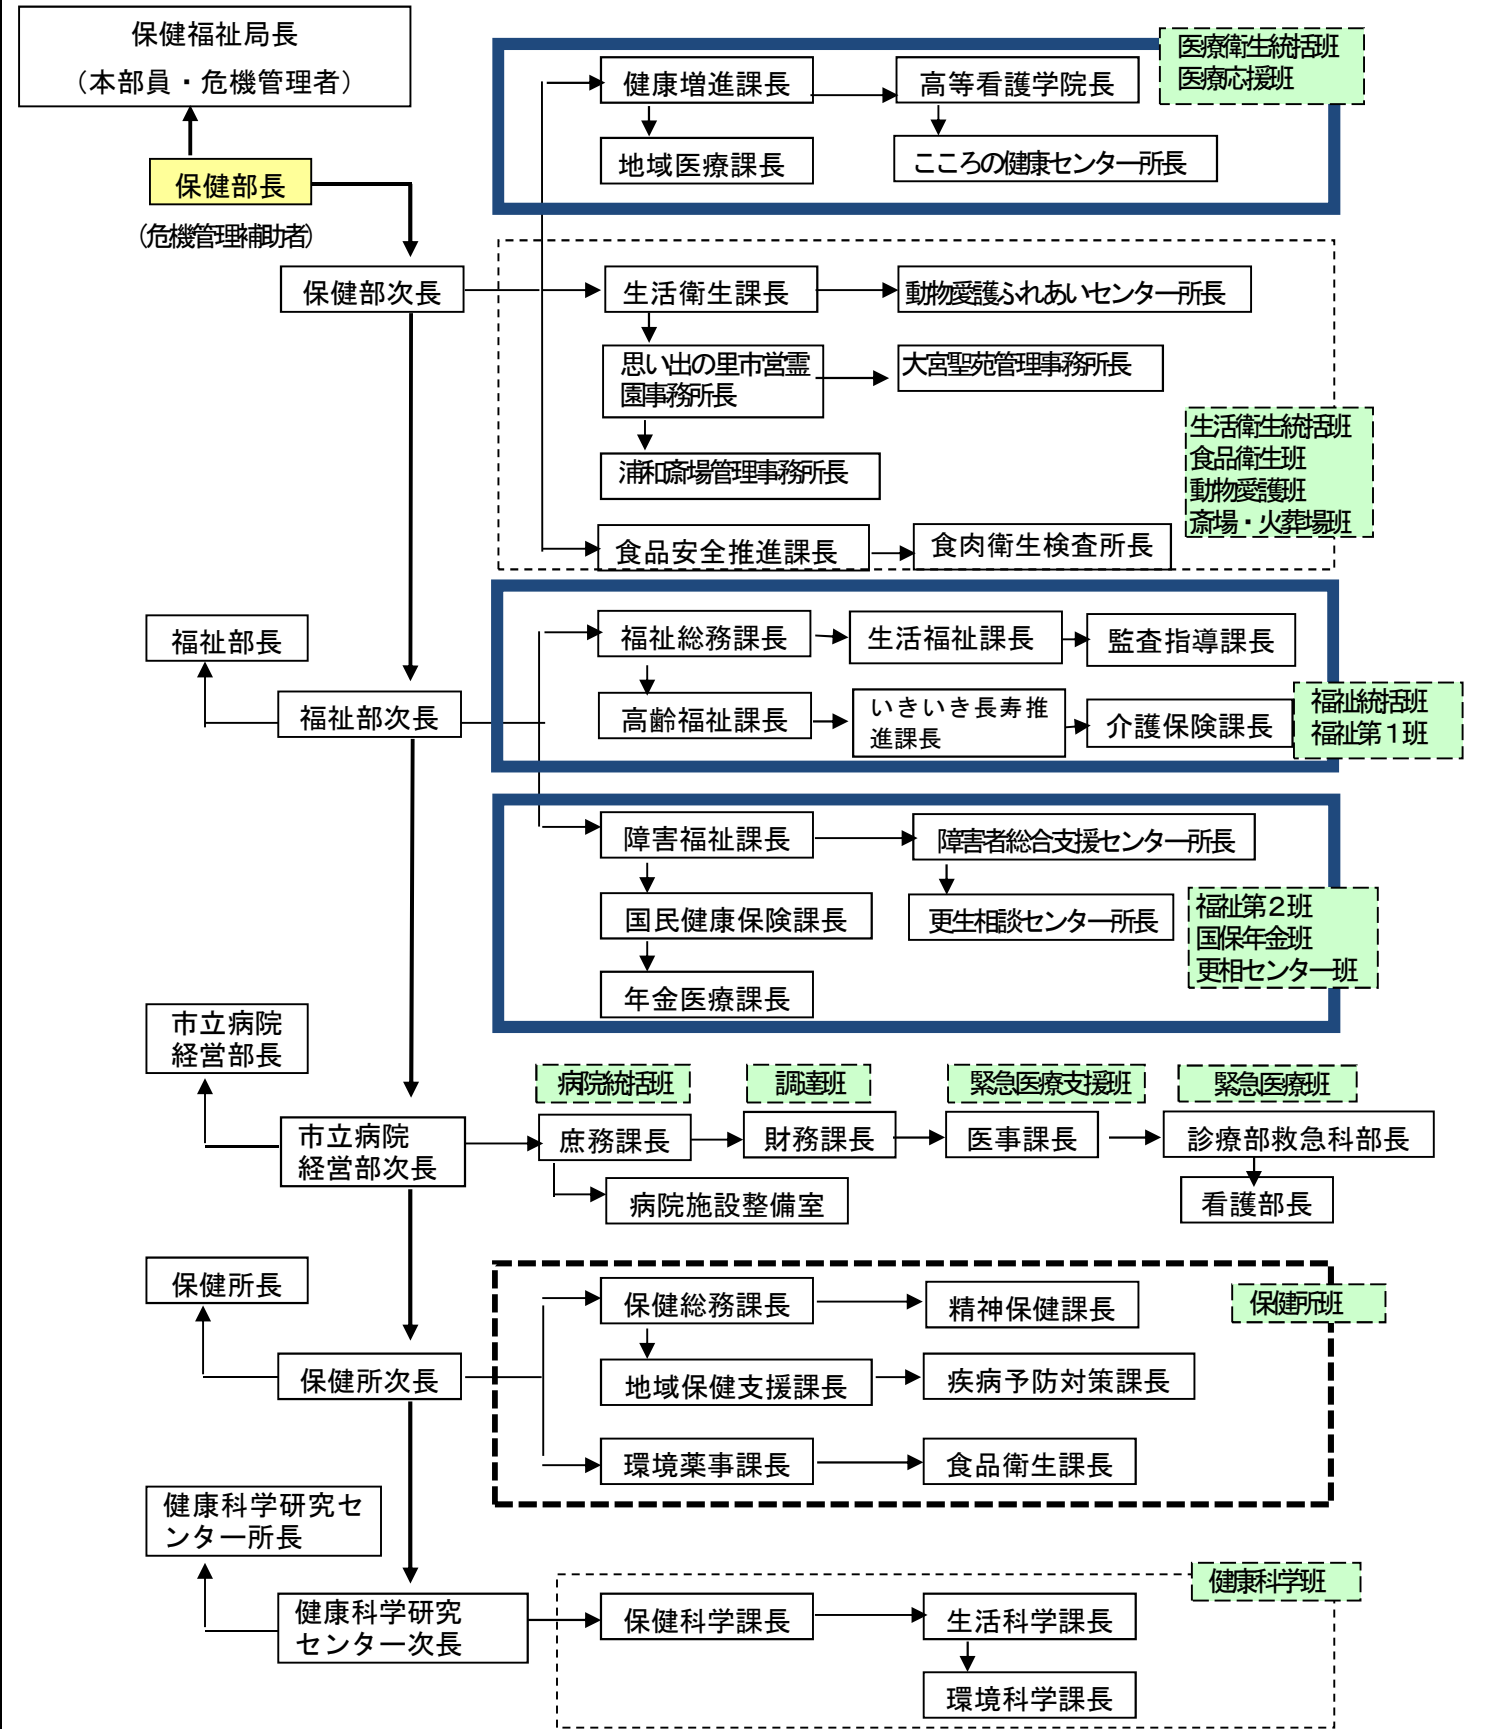 保健福祉局長
（本部員・危機管理者）
医療衛生統括班
医療応援班
健康増進課長
高等看護学院長
地域医療課長
こころの健康センター所長
保健部長
（危機管理補助者）
保健部次長
生活衛生課長
動物愛護ふれあいセンター所長
思い出の里市営霊
園事務所長
大宮聖苑管理事務所長
生活衛生統括班
食品衛生班
動物愛護班
斎場・火葬場班
浦和斎場管理事務所長
食品安全推進課長
食肉衛生検査所長
福祉部長
福祉総務課長
生活福祉課長
監査指導課長
福祉部次長
高齢福祉課長
いきいき長寿推
進課長
介護保険課長
福祉統括班
福祉第１班
障害福祉課長
障害者総合支援センター所長
国民健康保険課長
更生相談センター所長
福祉第２班
国保年金班
更相センター班
年金医療課長
市立病院
経営部長
病院統括班
調達班
緊急医療支援班
緊急医療班
市立病院
経営部次長
庶務課長
財務課長
医事課長
診療部救急科部長
病院施設整備室
看護部長
保健所長
保健総務課長
精神保健課長
保健所班
保健所次長
地域保健支援課長
疾病予防対策課長
環境薬事課長
食品衛生課長
健康科学研究セ
ンター所長
健康科学班
健康科学研究
センター次長
保健科学課長
生活科学課長
環境科学課長